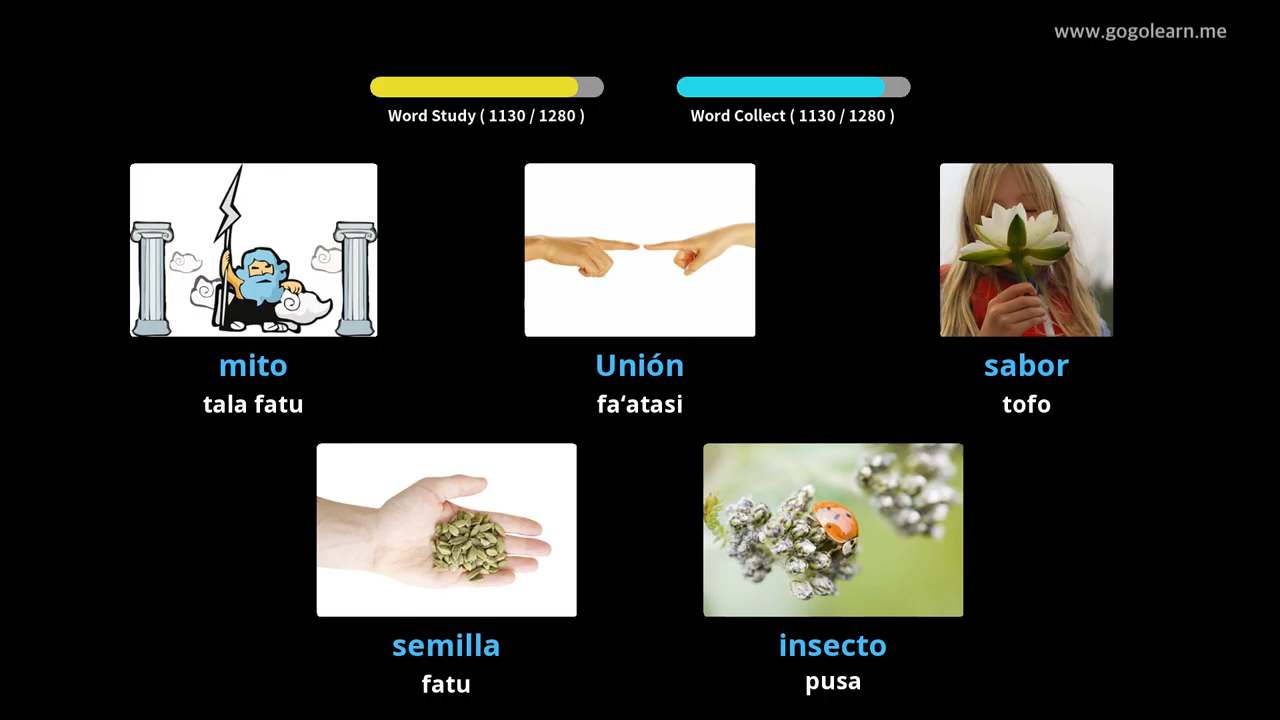 www.gogolearn.me
Word Study ( 1130 / 1280 )
Word Collect ( 1130 / 1280 )
mito
tala fatu
Unión
fa‘atasi
sabor
tofo
semilla
fatu
insecto
pusa